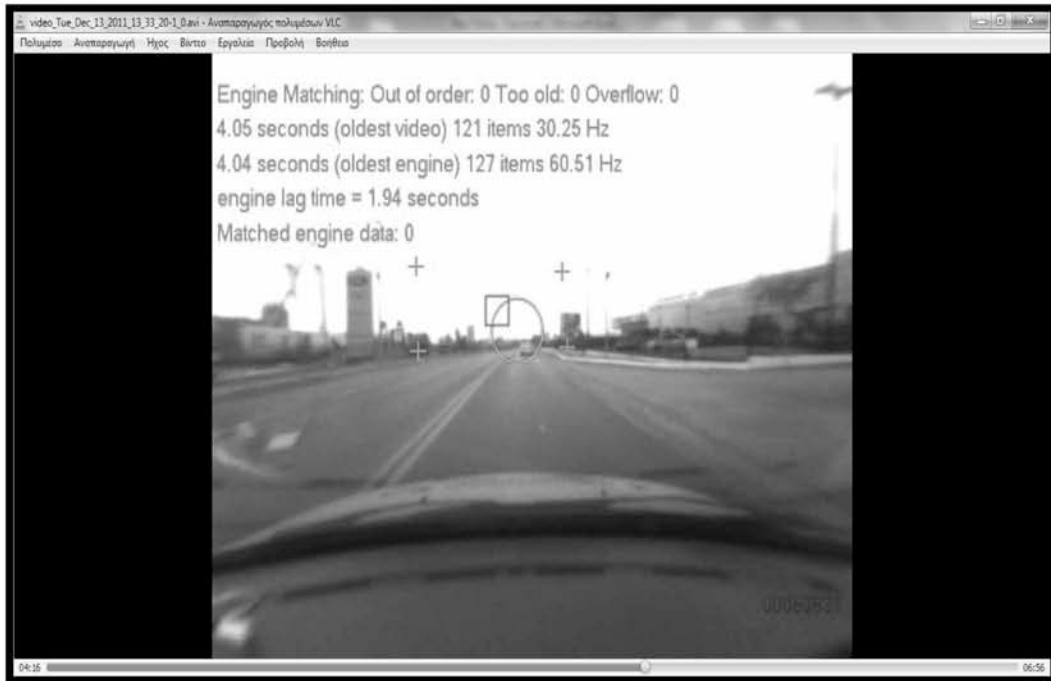 video_Tue_Dec_13_2011_13_33_20-1_0.avi - Αναπαραγωγός πολυμέσων VLC
Πολυμέσα Αναπαραγωγή Ήχος Βίντεο Εργαλεία Προβολή Βοήθεια
Engine Matching: Out of order: 0 Too old: 0 Overflow: 0
4.05 seconds (oldest video) 121 items 30.25 Hz
4.04 seconds (oldest engine) 127 items 60.51 Hz
engine lag time = 1.94 seconds
Matched engine data: 0
04:16
06:56